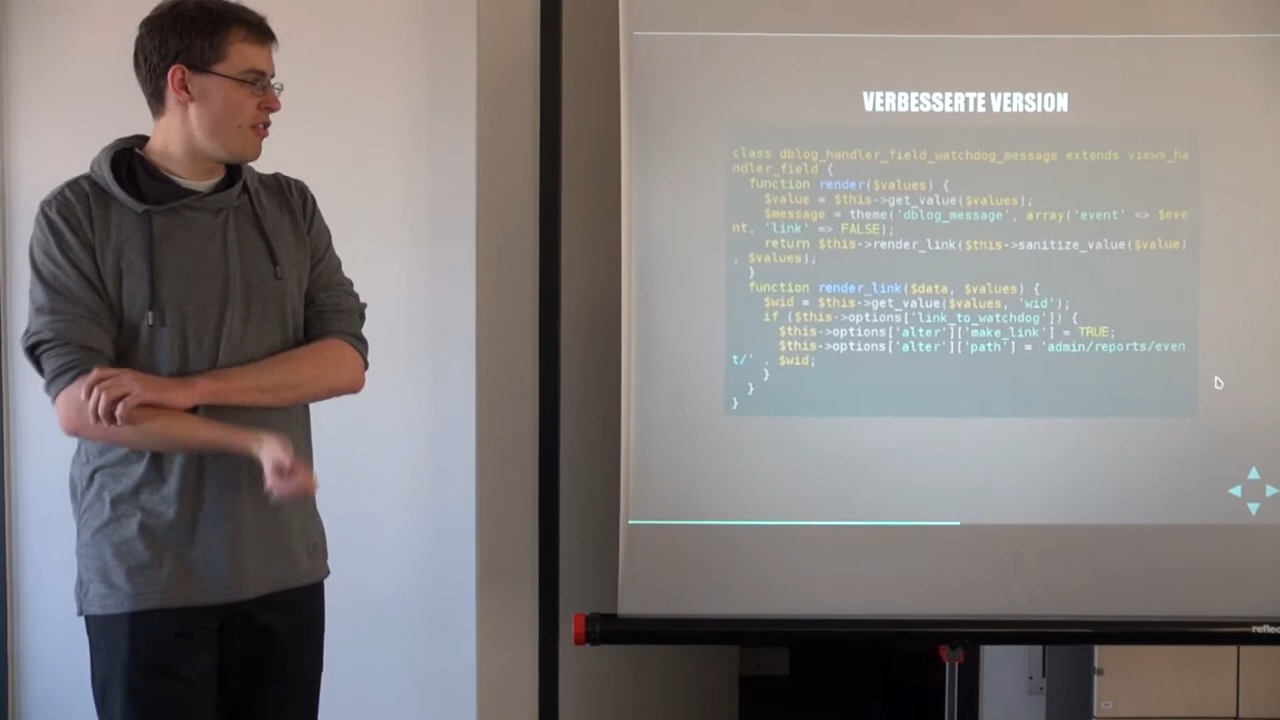 VERBESSERTE VERSION
class dblog_handler_field_watchdog_message extends views_ha
ndler_field {
function render($values) {
$value = $this->get_value($values);
$message = theme('dblog_message', array('event' => $eve
nt, 'link' => FALSE);
return $this->render_link($this->sanitize_value($value)
, $values);
}
function render_link($data, $values) {
$wid = $this->get_value($values, 'wid');
if ($this->options['link_to_watchdog']) {
$this->options['alter']['make_link'] = TRUE;
$this->options['alter']['path'] = 'admin/reports/even
t/' . $wid;
}
}
}